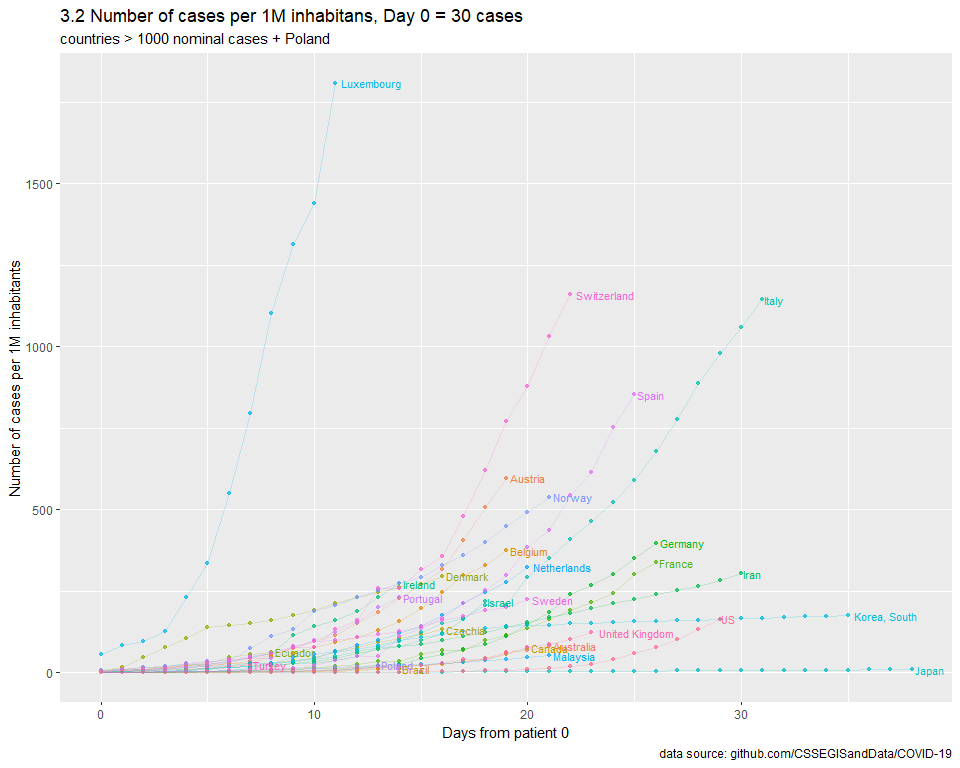 3.2 Number of cases per 1M inhabitans, Day 0 = 30 cases
countries > 1000 nominal cases + Poland
Number of cases per 1M inhabitants
1500
1000
500
0
Luxembourg
Switzerland
Italy
Spain
Austria
Norway
Belgium
Germany
France
Netherlands
Denmark
Iran
Ireland
Portugal
Israel
Sweden
US
Korea, South
Czechia
United Kingdom
Australia
Canada
Malaysia
Ecuador
Turkey
Poland
Brazil
Japan
0 10 20 30
Days from patient 0
data source: github.com/CSSEGISandData/COVID-19